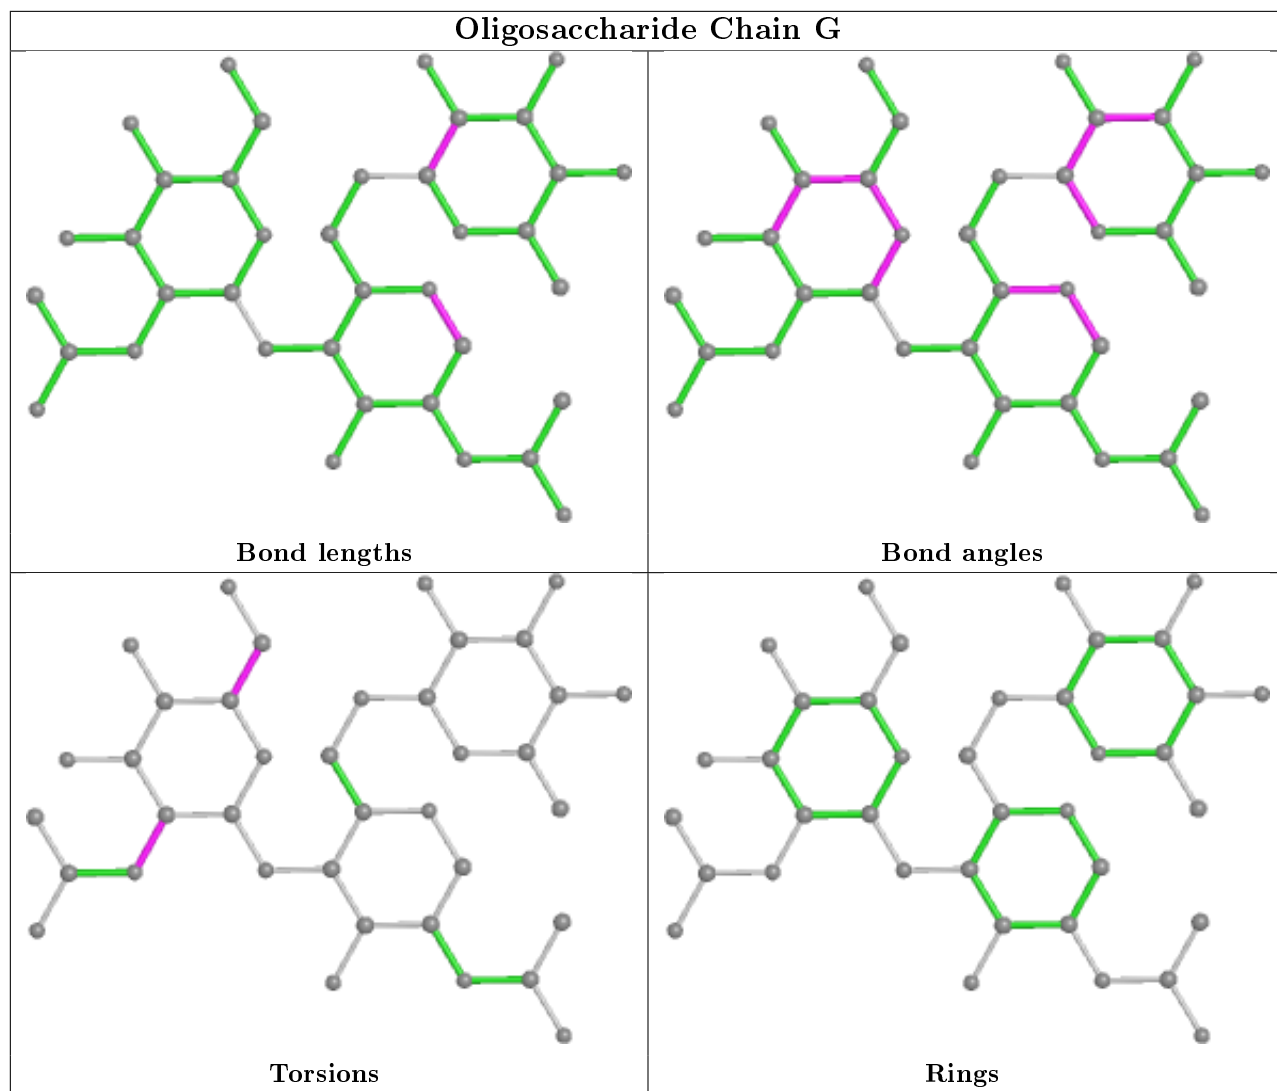 Oligosaccharide Chain G
Bond lengths
Bond angles
Torsions
Rings